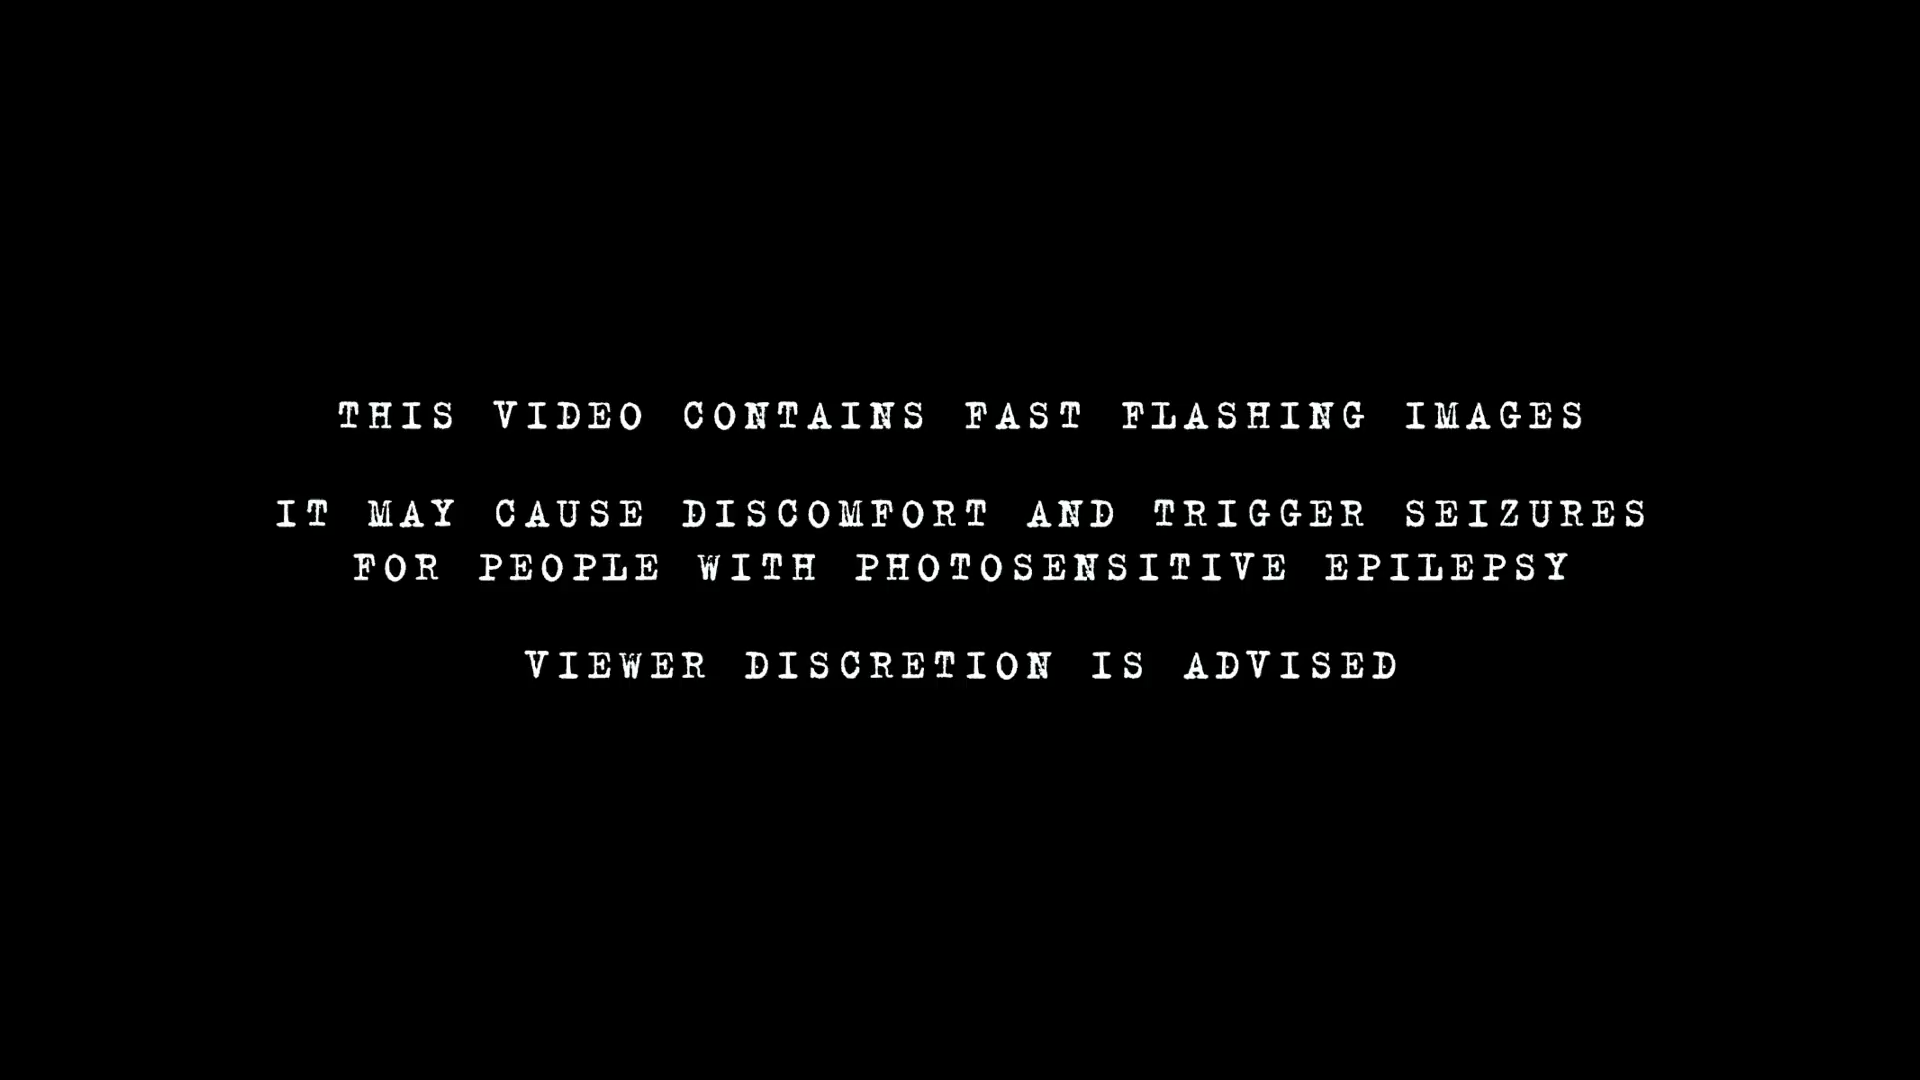 THIS VIDEO CONTAINS FAST FLASHING IMAGES
IT MAY CAUSE DISCOMFORT AND TRIGGER SEIZURES
FOR PEOPLE WITH PHOTOSENSITIVE EPILEPSY
VIEWER DISCRETION IS ADVISED